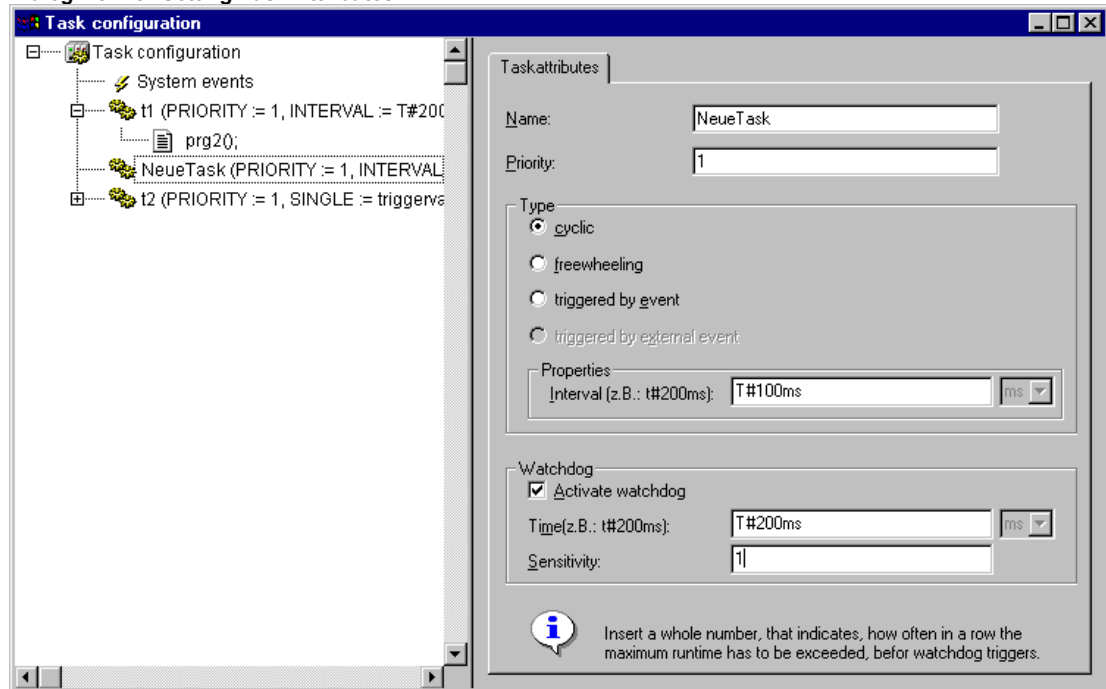 Task configuration
Task configuration
System events
t1 (PRIORITY := 1, INTERVAL := T#200
prg2();
NeueTask (PRIORITY := 1, INTERVAL
t2 (PRIORITY := 1, SINGLE := triggerva
Taskattributes
Name: NeueTask
Priority: 1
Type
cyclic
freewheeling
triggered by event
triggered by external event
Properties
Interval (z.B.: t#200ms): T#100ms ms
Watchdog
Activate watchdog
Time(z.B.: t#200ms): T#200ms ms
Sensitivity: 1
Insert a whole number, that indicates, how often in a row the
maximum runtime has to be exceeded, befor watchdog triggers.